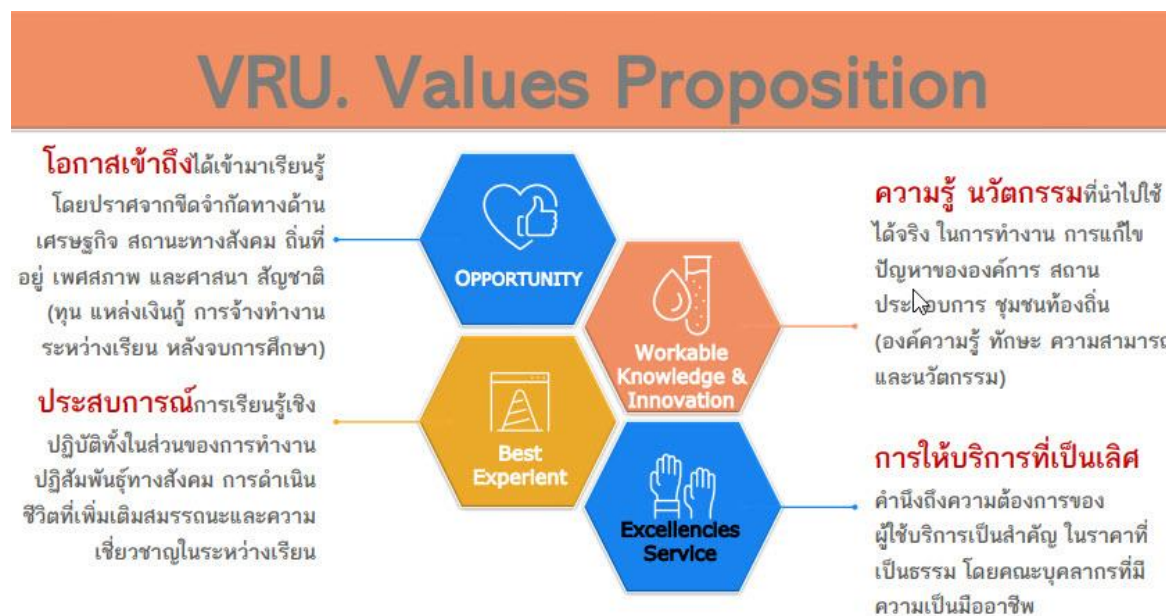 VRU. Values Proposition
โอกาสเข้าถึงได้เข้ามาเรียนรู้
โดยปราศจากขีดจำกัดทางด้าน
เศรษฐกิจ สถานะทางสังคม ถิ่นที่
อยู่ เพศสภาพ และศาสนา สัญชาติ
(ทุน แหล่งเงินกู้ การจ้างทำงาน
ระหว่างเรียน หลังจบการศึกษา)
OPPORTUNITY
ความรู้ นวัตกรรมที่นำไปใช้
ได้จริง ในการทำงาน การแก้ไข
ปัญหาขององค์การ สถาน
ประกอบการ ชุมชนท้องถิ่น
(องค์ความรู้ ทักษะ ความสามารถ
และนวัตกรรม)
Workable
Knowledge &
Innovation
ประสบการณ์การเรียนรู้เชิง
ปฏิบัติทั้งในส่วนของการทำงาน
ปฏิสัมพันธ์ทางสังคม การดำเนิน
ชีวิตที่เพิ่มเติมสมรรถนะและความ
เชี่ยวชาญในระหว่างเรียน
Best
Experient
การให้บริการที่เป็นเลิศ
คำนึงถึงความต้องการของ
ผู้ใช้บริการเป็นสำคัญ ในราคาที่
เป็นธรรม โดยคณะบุคลากรที่มี
ความเป็นมืออาชีพ
Excellencies
Service